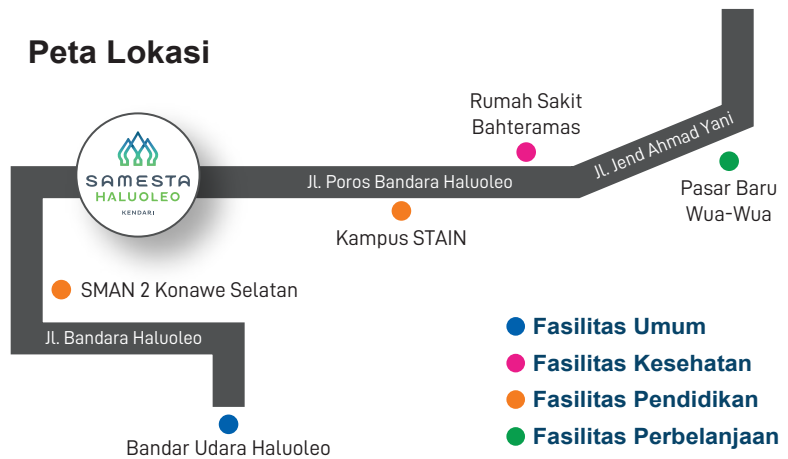 Peta Lokasi
Rumah Sakit
Bahteramas
Jl. Jend Ahmad Yani
SAMESTA
HALUOLEO
KENDARI
Jl. Poros Bandara Haluoleo
Pasar Baru
Wua-Wua
Kampus STAIN
SMAN 2 Konawe Selatan
Jl. Bandara Haluoleo
Bandar Udara Haluoleo
Fasilitas Umum
Fasilitas Kesehatan
Fasilitas Pendidikan
Fasilitas Perbelanjaan